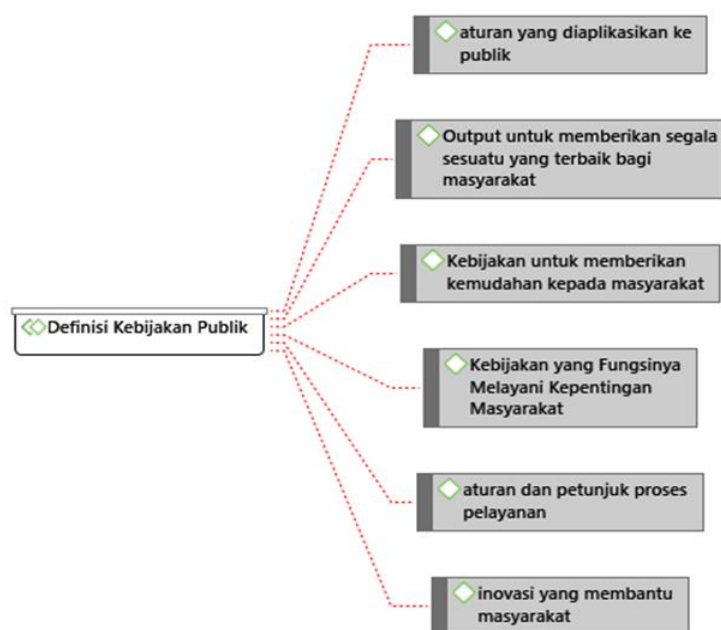 aturan yang diaplikasikan ke
publik
Output untuk memberikan segala
sesuatu yang terbaik bagi
masyarakat
Kebijakan untuk memberikan
kemudahan kepada masyarakat
Definisi Kebijakan Publik
Kebijakan yang Fungsinya
Melayani Kepentingan
Masyarakat
aturan dan petunjuk proses
pelayanan
inovasi yang membantu
masyarakat